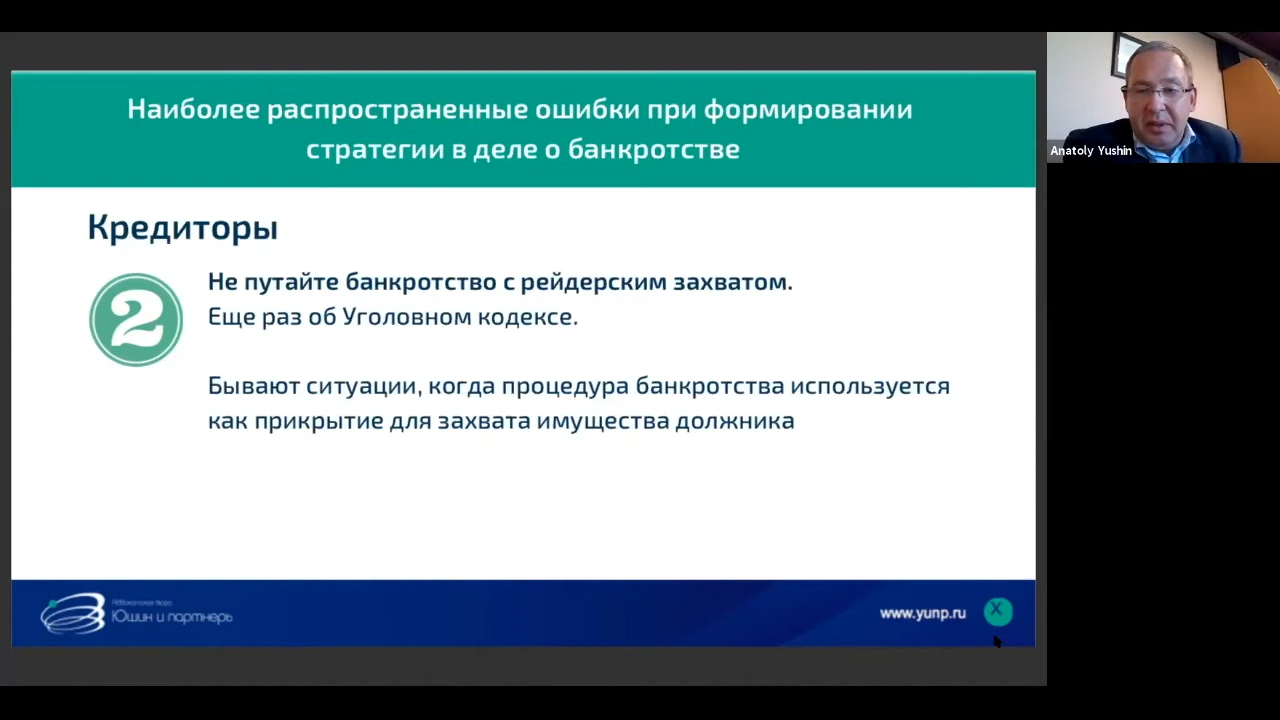 Наиболее распространенные ошибки при формировании
стратегии в деле о банкротстве
Кредиторы
2
Не путайте банкротство с рейдерским захватом.
Еще раз об Уголовном кодексе.
Бывают ситуации, когда процедура банкротства используется
как прикрытие для захвата имущества должника
Юшин и партнеры
www.yunp.ru
X
Anatoly Yushin